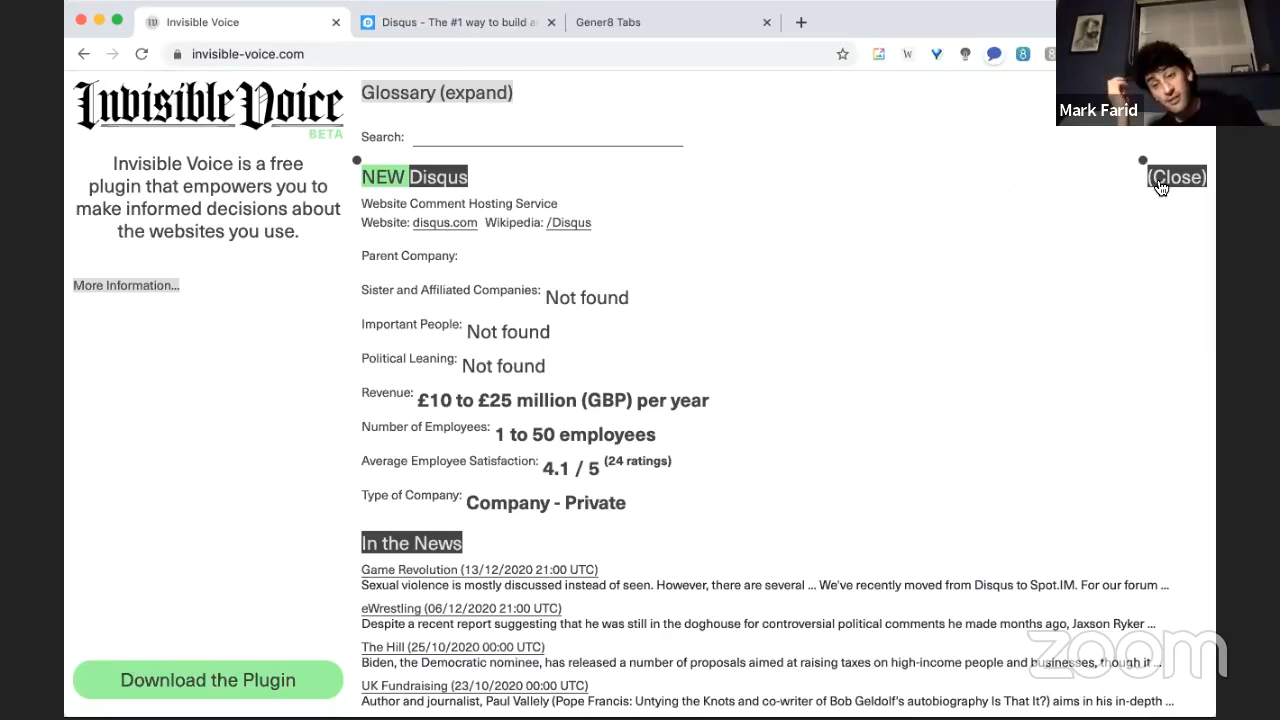 Invisible Voice
Disqus - The #1 way to build a
Gener8 Tabs
invisible-voice.com
Mark Farid
Invisible Voice
BETA
Invisible Voice is a free
plugin that empowers you to
make informed decisions about
the websites you use.
More Information...
Download the Plugin
Glossary (expand)
Search:
NEW Disqus
(Close)
Website Comment Hosting Service
Website: disqus.com Wikipedia: /Disqus
Parent Company:
Sister and Affiliated Companies: Not found
Important People: Not found
Political Leaning: Not found
Revenue: £10 to £25 million (GBP) per year
Number of Employees: 1 to 50 employees
Average Employee Satisfaction: 4.1 / 5 (24 ratings)
Type of Company: Company - Private
In the News
Game Revolution (13/12/2020 21:00 UTC)
Sexual violence is mostly discussed instead of seen. However, there are several ... We've recently moved from Disqus to Spot.IM. For our forum ...
eWrestling (06/12/2020 21:00 UTC)
Despite a recent report suggesting that he was still in the doghouse for controversial political comments he made months ago, Jaxson Ryker ...
The Hill (25/10/2020 00:00 UTC)
Biden, the Democratic nominee, has released a number of proposals aimed at raising taxes on high-income people and businesses, though it ...
UK Fundraising (23/10/2020 00:00 UTC)
Author and journalist, Paul Vallely (Pope Francis: Untying the Knots and co-writer of Bob Geldolf's autobiography Is That It?) aims in his in-depth ...
zoom